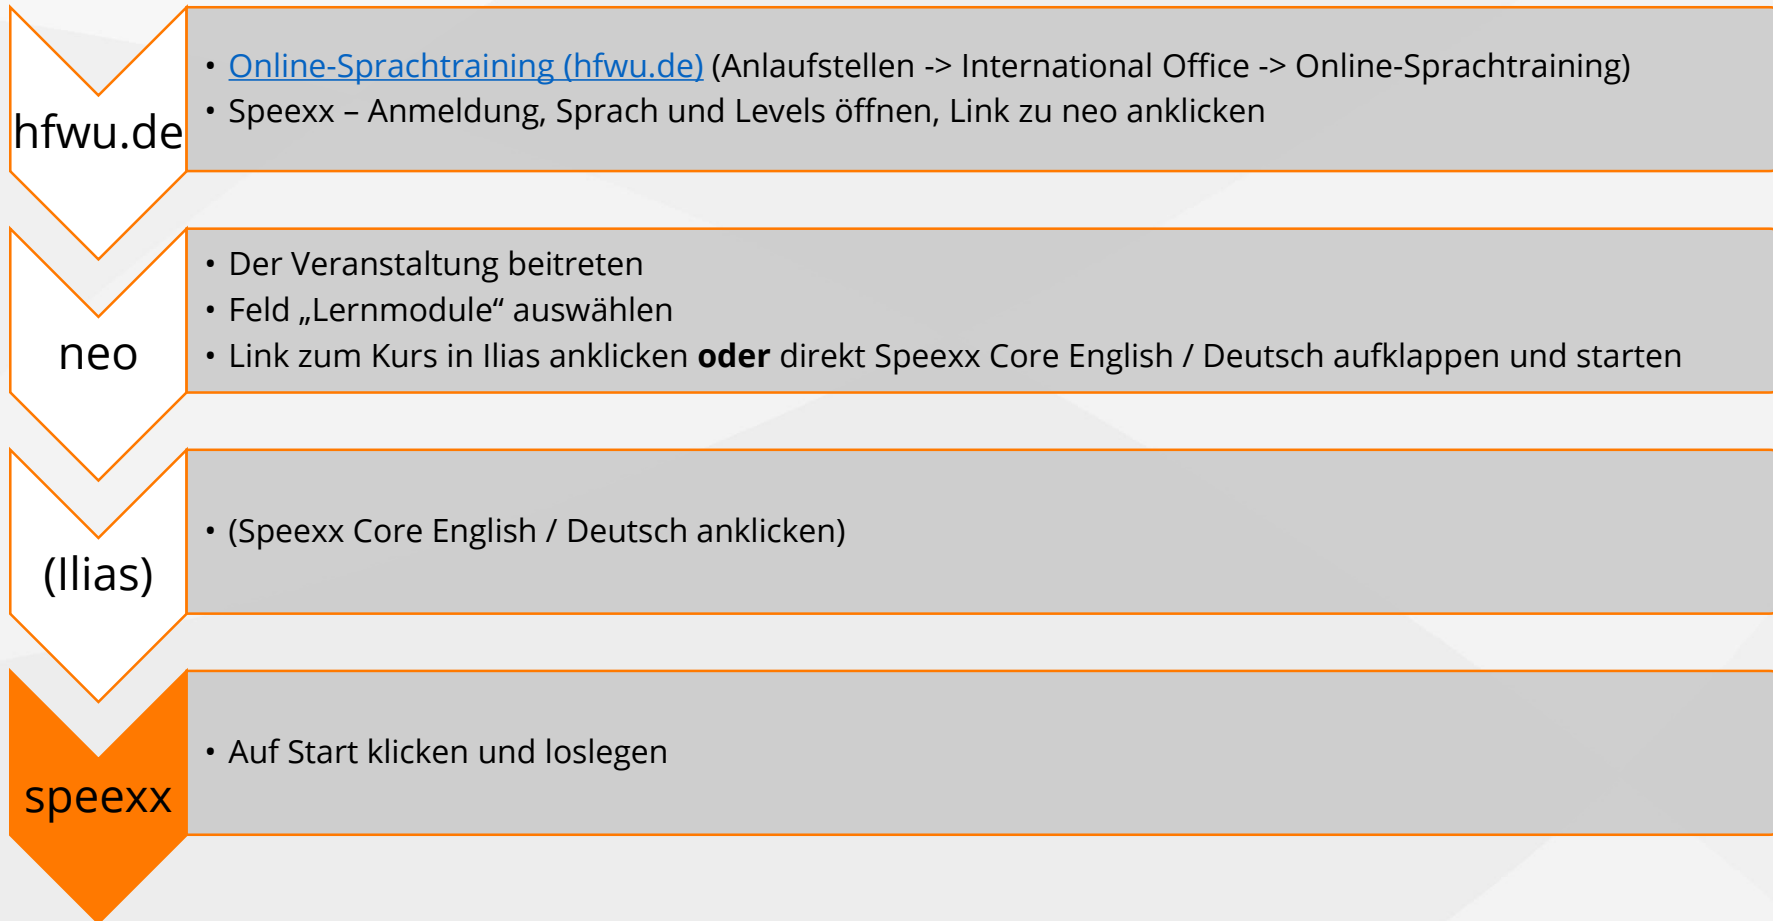 hfwu.de
• Online-Sprachtraining (hfwu.de) (Anlaufstellen -> International Office -> Online-Sprachtraining)
• Speexx – Anmeldung, Sprach und Levels öffnen, Link zu neo anklicken
neo
• Der Veranstaltung beitreten
• Feld „Lernmodule“ auswählen
• Link zum Kurs in Ilias anklicken oder direkt Speexx Core English / Deutsch aufklappen und starten
(Ilias)
• (Speexx Core English / Deutsch anklicken)
speexx
• Auf Start klicken und loslegen